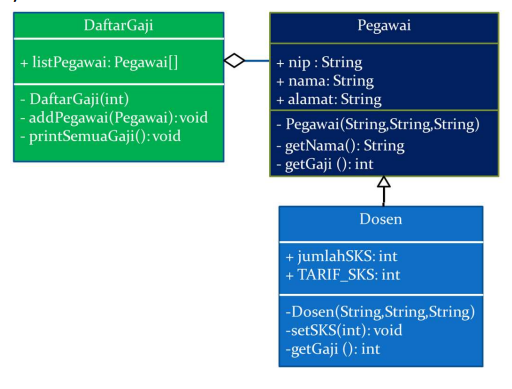 DaftarGaji
+ listPegawai: Pegawai[]
- DaftarGaji(int)
- addPegawai(Pegawai):void
- printSemuaGaji():void
Pegawai
+ nip : String
+ nama: String
+ alamat: String
- Pegawai(String,String,String)
- getNama(): String
- getGaji (): int
Dosen
+ jumlahSKS: int
+ TARIF_SKS: int
-Dosen(String,String,String)
-setSKS(int): void
-getGaji (): int